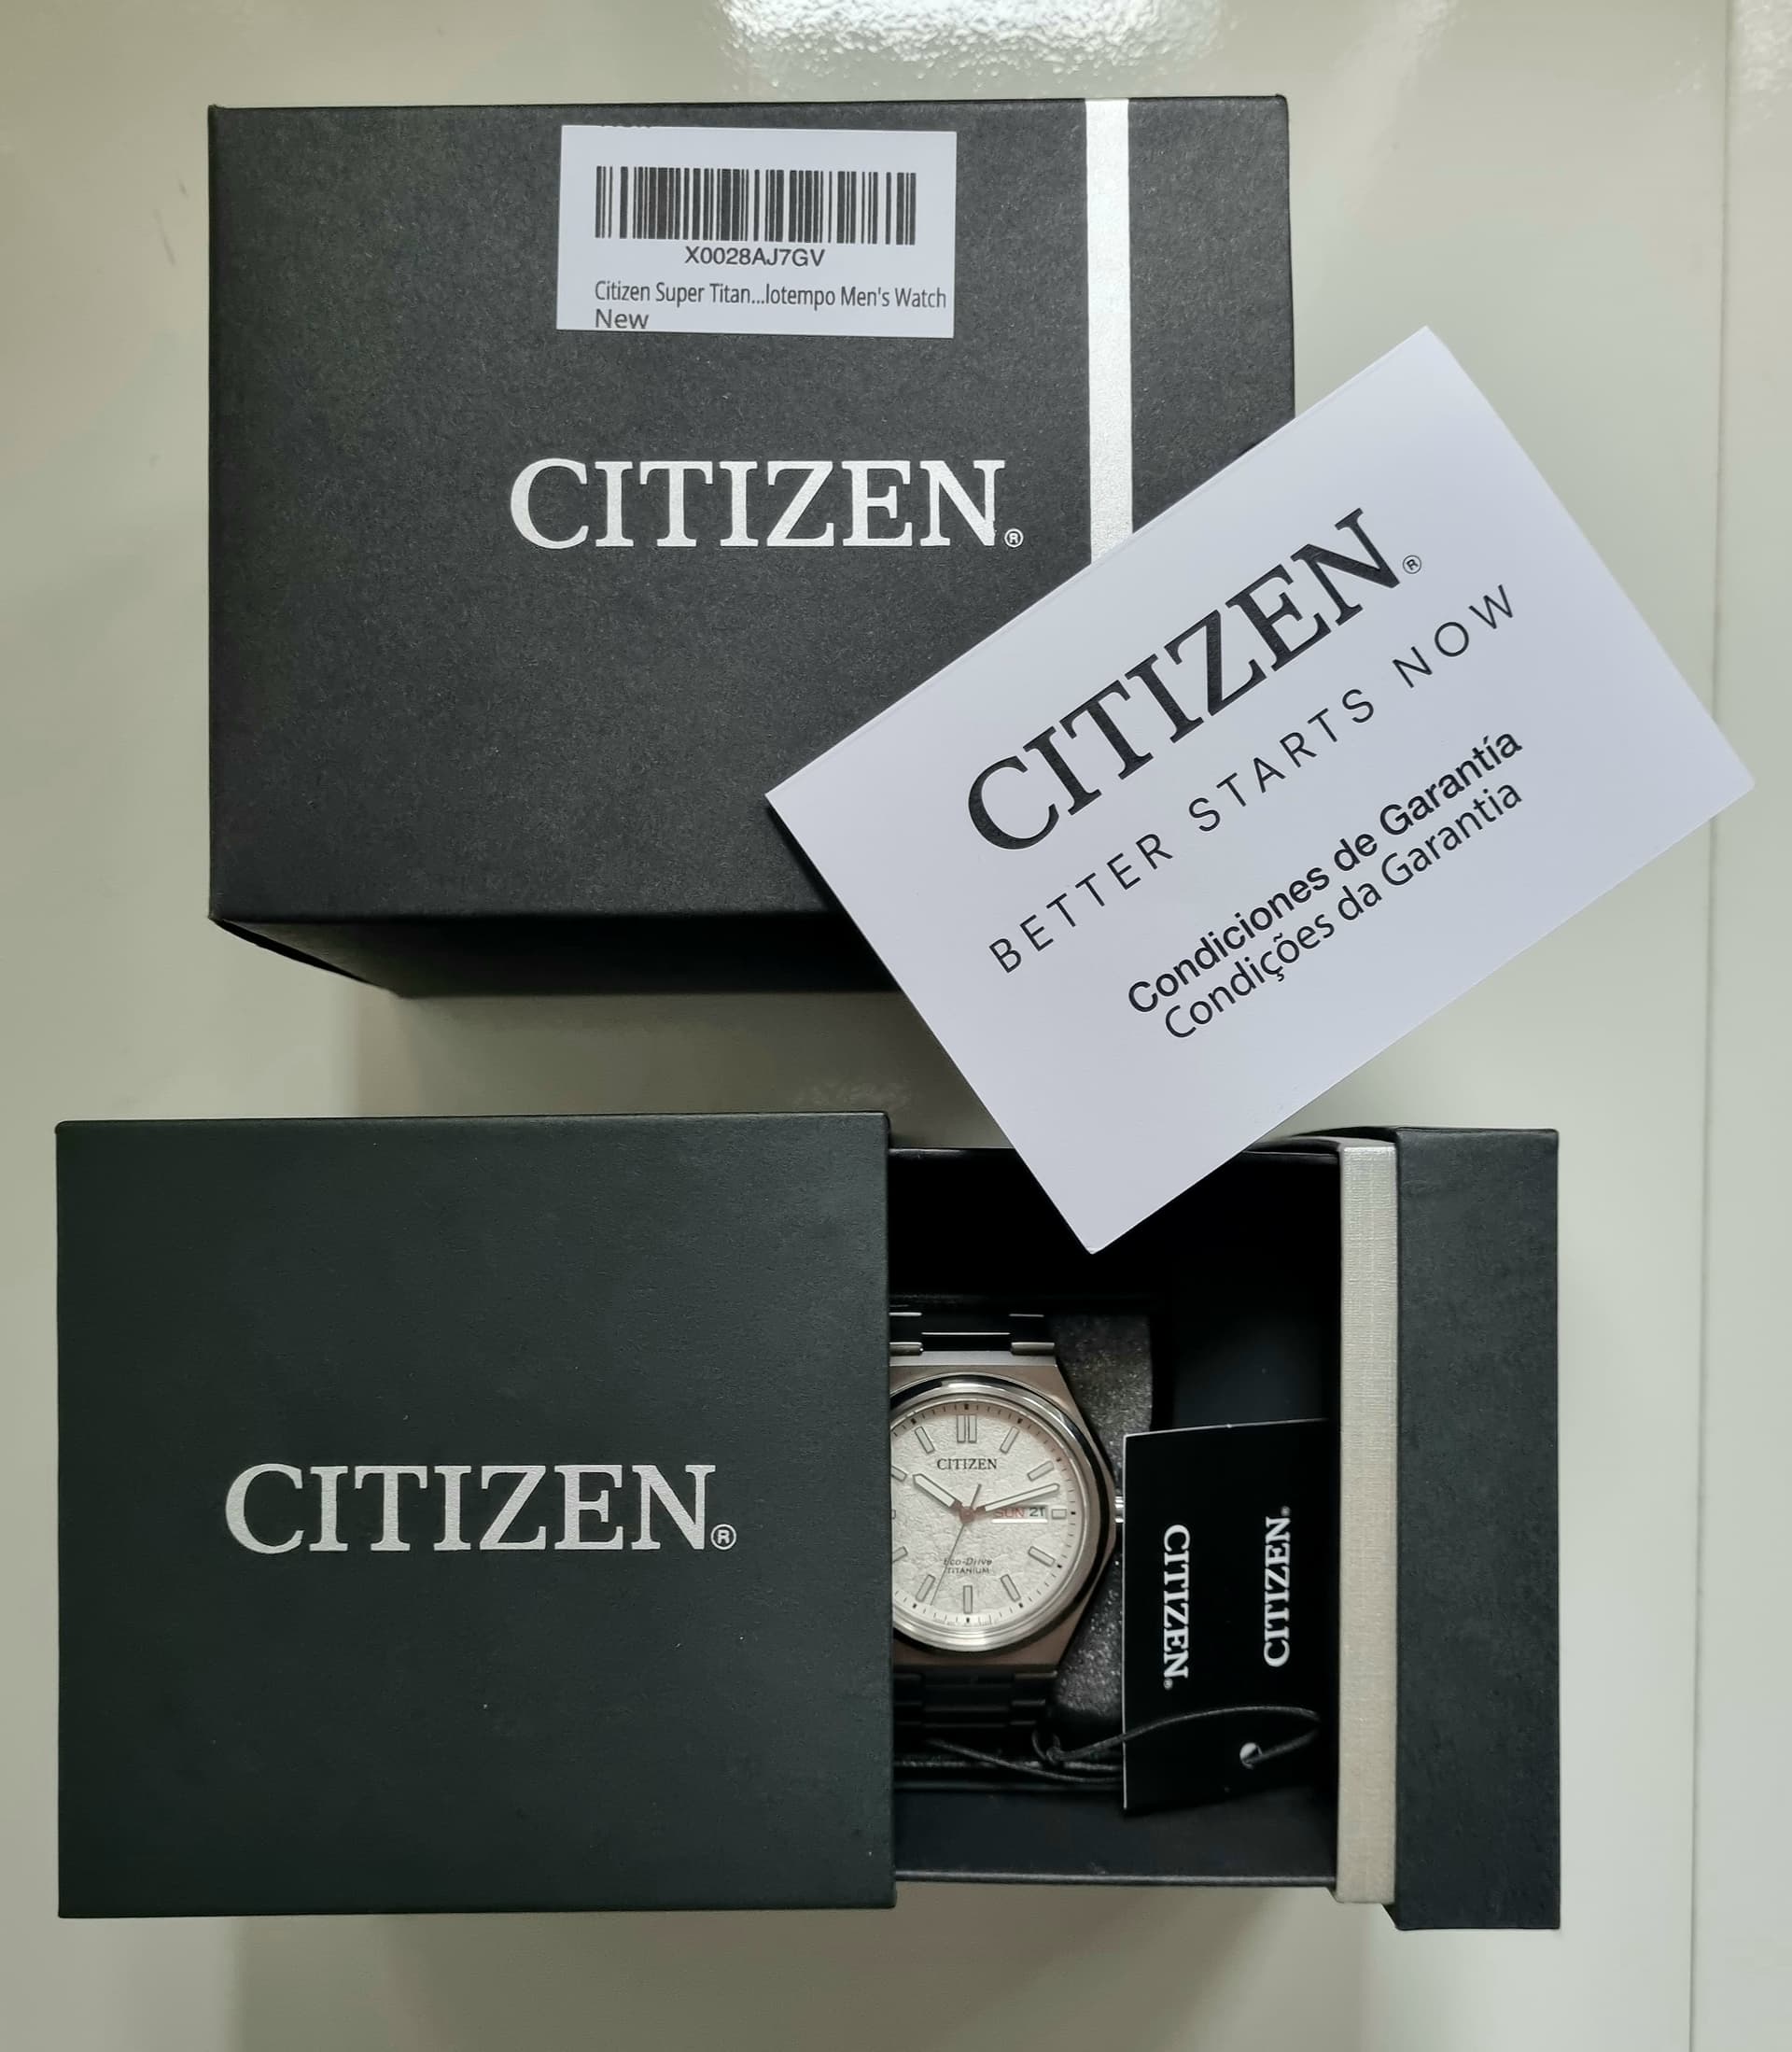 X0028AJ7GV
Citizen Super Titan...lotempo Men's Watch
New
CITIZEN®
CITIZEN®
BETTER STARTS NOW
Condiciones de Garantía
Condições da Garantia
CITIZEN®
CITIZEN
SUN 21
Eco-Drive
TITANIUM
CITIZEN®
CITIZEN®